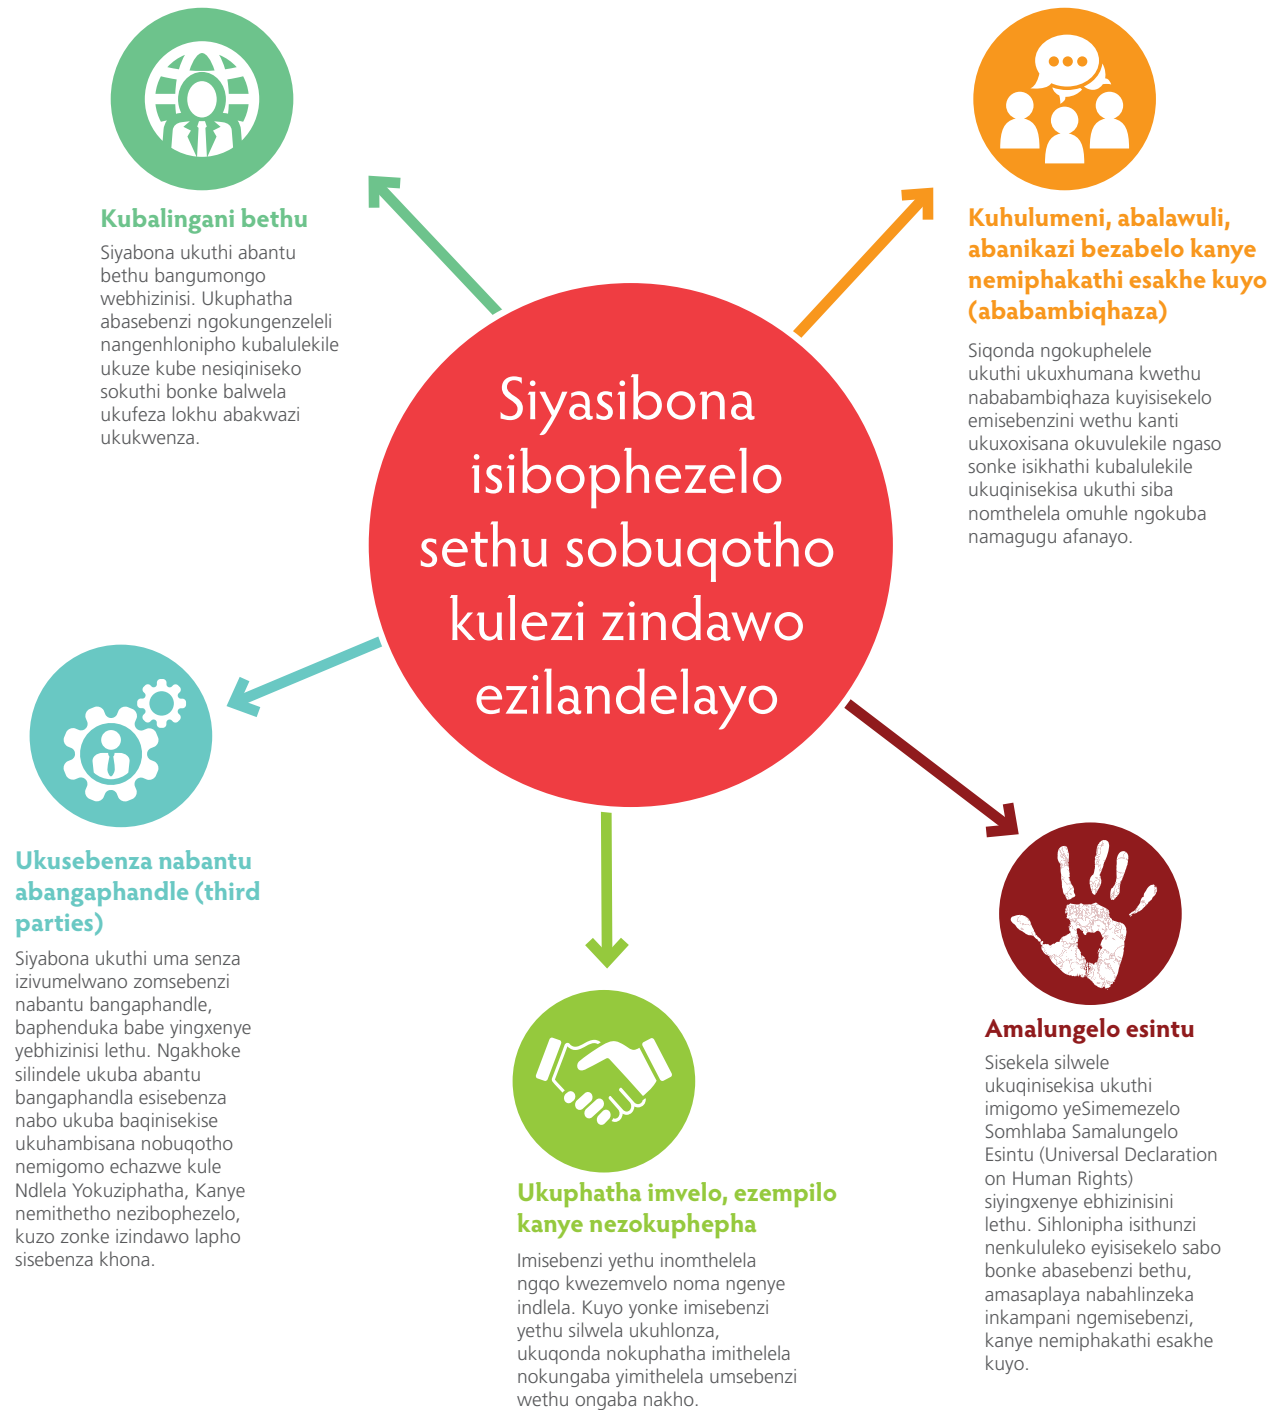 Kubalingani bethu
Siyabona ukuthi abantu
bethu bangumongo
webhizinisi. Ukuphatha
abasebenzi ngokungenzeleli
nangenhlonipho kubalulekile
ukuze kube nesiqiniseko
sokuthi bonke balwela
ukufeza lokhu abakwazi
ukukwenza.
Kuhulumeni, abalawuli,
abanikazi bezabelo kanye
nemiphakathi esakhe kuyo
(ababambiqhaza)
Siqonda ngokuphelele
ukuthi ukuxhumana kwethu
nababambiqhaza kuyisisekelo
emisebenzini wethu kanti
ukuxoxisana okuvulekile ngaso
sonke isikhathi kubalulekile
ukuqinisekisa ukuthi siba
nomthelela omuhle ngokuba
namagugu afanayo.
Siyasibona
isibophezelo
sethu sobuqotho
kulezi zindawo
ezilandelayo
Ukusebenza nabantu
abangaphandle (third
parties)
Siyabona ukuthi uma senza
izivumelwano zomsebenzi
nabantu bangaphandle,
baphenduka babe yingxenye
yebhizinisi lethu. Ngakhoke
silindele ukuba abantu
bangaphandla esisebenza
nabo ukuba baqinisekise
ukuhambisana nobuqotho
nemigomo echazwe kule
Ndlela Yokuziphatha, Kanye
nemithetho nezibophezelo,
kuzo zonke izindawo lapho
sisebenza khona.
Ukuphatha imvelo, ezempilo
kanye nezokuphepha
Imisebenzi yethu inomthelela
ngqo kwezemvelo noma ngenye
indlela. Kuyo yonke imisebenzi
yethu silwela ukuhlonza,
ukuqonda nokuphatha imithelela
nokungaba yimithelela umsebenzi
wethu ongaba nakho.
Amalungelo esintu
Sisekela silwele
ukuqinisekisa ukuthi
imigomo yeSimemezelo
Somhlaba Samalungelo
Esintu (Universal Declaration
on Human Rights)
siyingxenye ebhizinisini
lethu. Sihlonipha isithunzi
nenkululeko eyisisekelo sabo
bonke abasebenzi bethu,
amasaplaya nabahlinzeka
inkampani ngemisebenzi,
kanye nemiphakathi esakhe
kuyo.